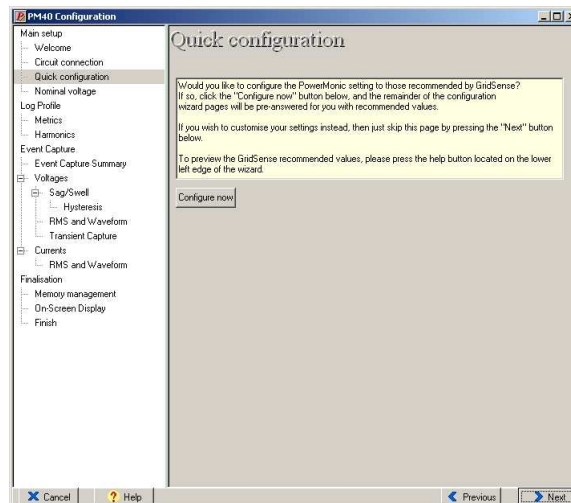 PM40 Configuration
Main setup
Welcome
Circuit connection
Quick configuration
Nominal voltage
Log Profile
Metrics
Harmonics
Event Capture
Event Capture Summary
Voltages
Sag/Swell
Hysteresis
RMS and Waveform
Transient Capture
Currents
RMS and Waveform
Finalisation
Memory management
On-Screen Display
Finish
Quick configuration
Would you like to configure the PowerMonic setting to those recommended by GridSense?
If so, click the "Configure now" button below, and the remainder of the configuration
wizard pages will be pre-answered for you with recommended values.
If you wish to customise your settings instead, then just skip this page by pressing the "Next" button
below.
To preview the GridSense recommended values, please press the help button located on the lower
left edge of the wizard.
Configure now
Cancel
Help
Previous
Next